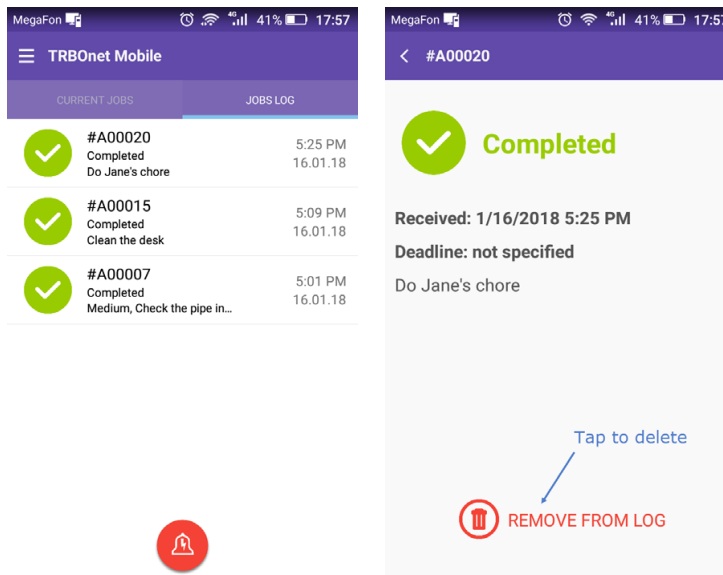 MegaFon 4G 41% 17:57
TRBOnet Mobile
CURRENT JOBS JOBS LOG
#A00020
Completed
Do Jane's chore
5:25 PM
16.01.18
#A00015
Completed
Clean the desk
5:09 PM
16.01.18
#A00007
Completed
Medium, Check the pipe in...
5:01 PM
16.01.18
MegaFon 4G 41% 17:57
#A00020
Completed
Received: 1/16/2018 5:25 PM
Deadline: not specified
Do Jane's chore
Tap to delete
REMOVE FROM LOG